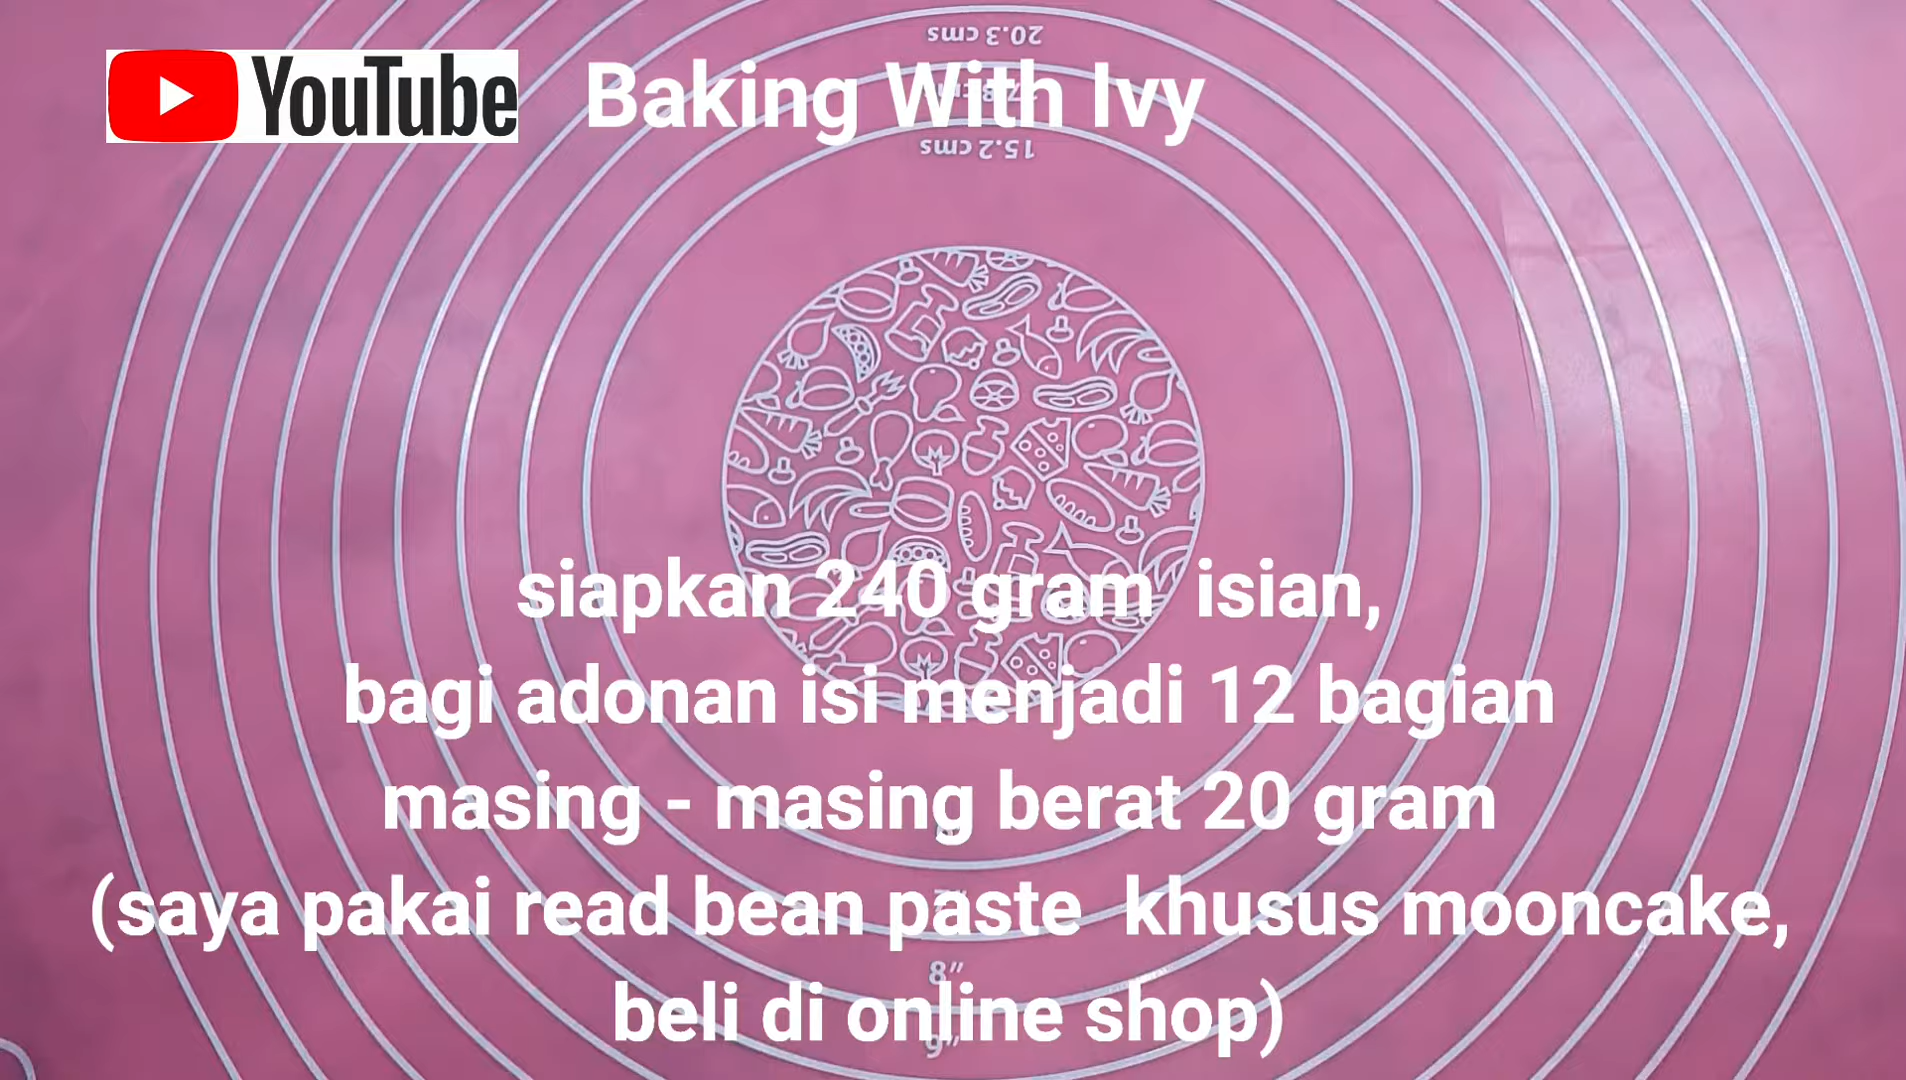 20.3 cms
YouTube Baking With Ivy
15.2 cms
siapkan 240 gram isian,
bagi adonan isi menjadi 12 bagian
masing - masing berat 20 gram
(saya pakai read bean paste khusus mooncake,
8"
beli di online shop)
9"